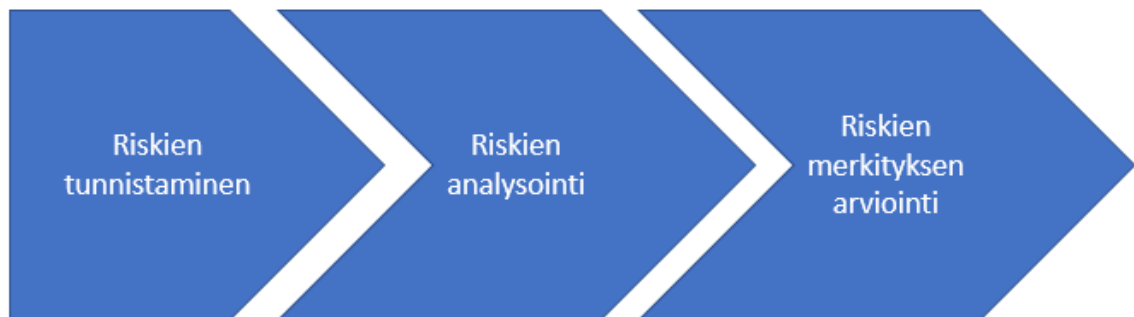 Riskien
tunnistaminen
Riskien
analysointi
Riskien
merkityksen
arviointi